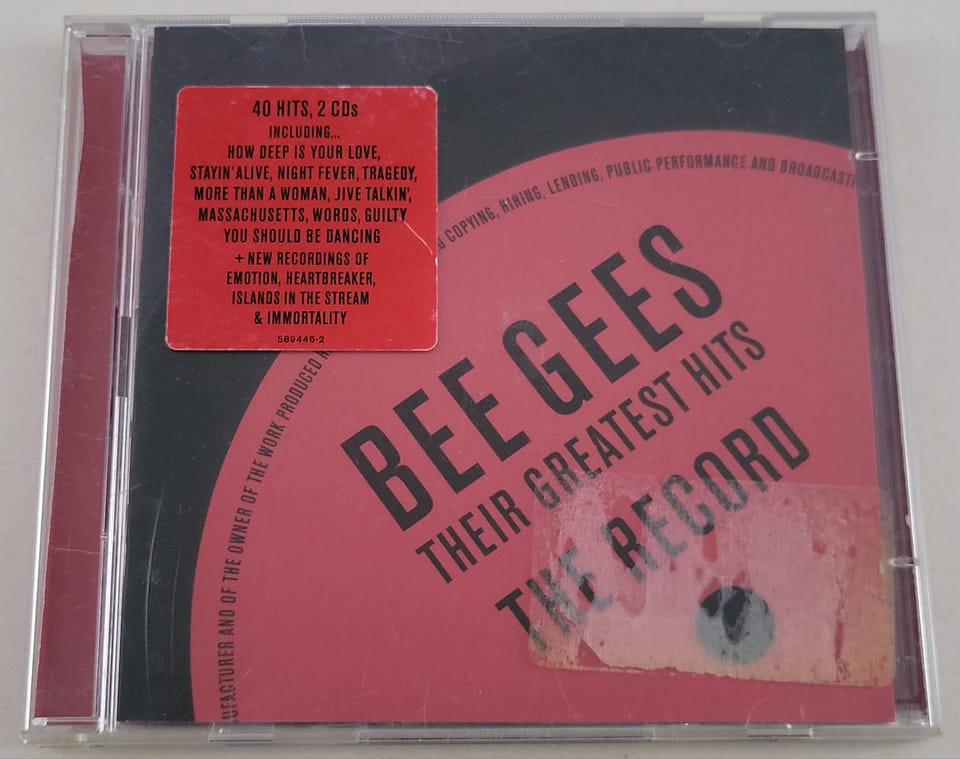 40 HITS, 2 CDs
INCLUDING...
HOW DEEP IS YOUR LOVE,
STAYIN' ALIVE, NIGHT FEVER, TRAGEDY,
MORE THAN A WOMAN, JIVE TALKIN',
MASSACHUSETTS, WORDS, GUILTY
YOU SHOULD BE DANCING
+ NEW RECORDINGS OF
EMOTION, HEARTBREAKER,
ISLANDS IN THE STREAM
& IMMORTALITY
589446-2
UFACTURER AND OF THE OWNER OF THE WORK PRODUCED
COPYING, HIRING, LENDING, PUBLIC PERFORMANCE AND BROADCASTI
BEE GEES
THEIR GREATEST HITS
THE RECORD